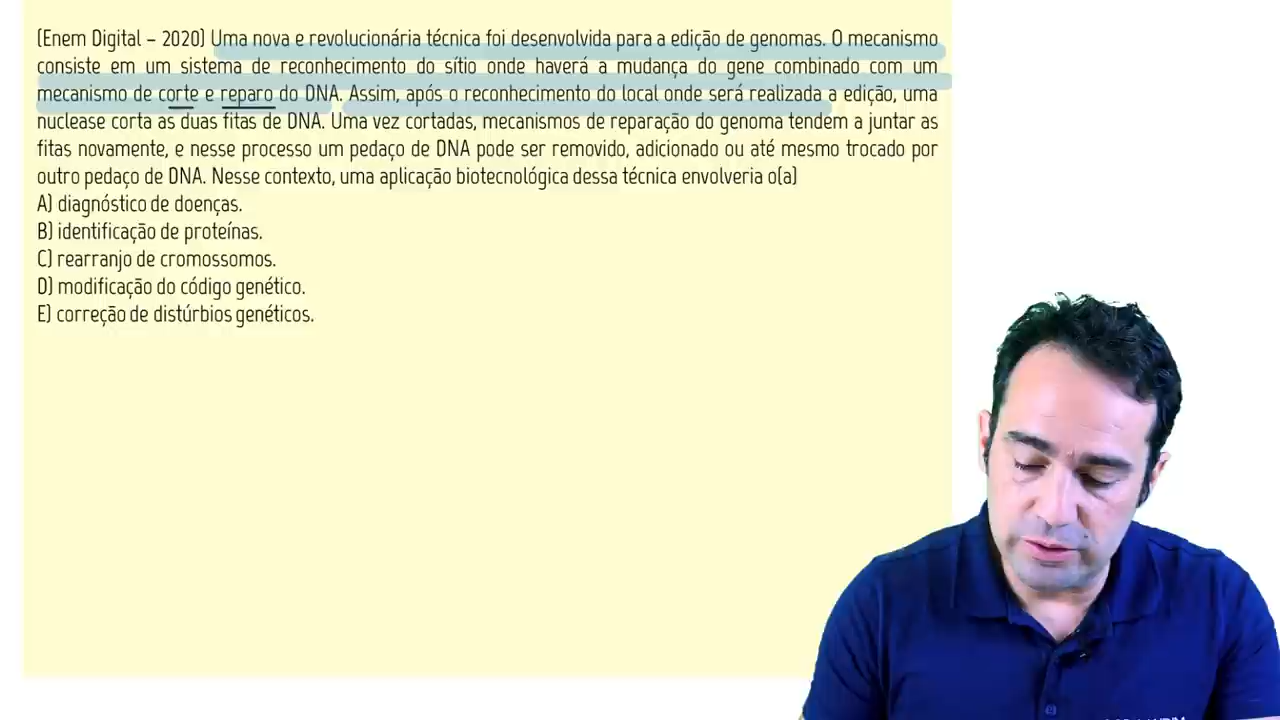 (Enem Digital – 2020) Uma nova e revolucionária técnica foi desenvolvida para a edição de genomas. O mecanismo
consiste em um sistema de reconhecimento do sítio onde haverá a mudança do gene combinado com um
mecanismo de corte e reparo do DNA. Assim, após o reconhecimento do local onde será realizada a edição, uma
nuclease corta as duas fitas de DNA. Uma vez cortadas, mecanismos de reparação do genoma tendem a juntar as
fitas novamente, e nesse processo um pedaço de DNA pode ser removido, adicionado ou até mesmo trocado por
outro pedaço de DNA. Nesse contexto, uma aplicação biotecnológica dessa técnica envolveria o(a)
A) diagnóstico de doenças.
B) identificação de proteínas.
C) rearranjo de cromossomos.
D) modificação do código genético.
E) correção de distúrbios genéticos.